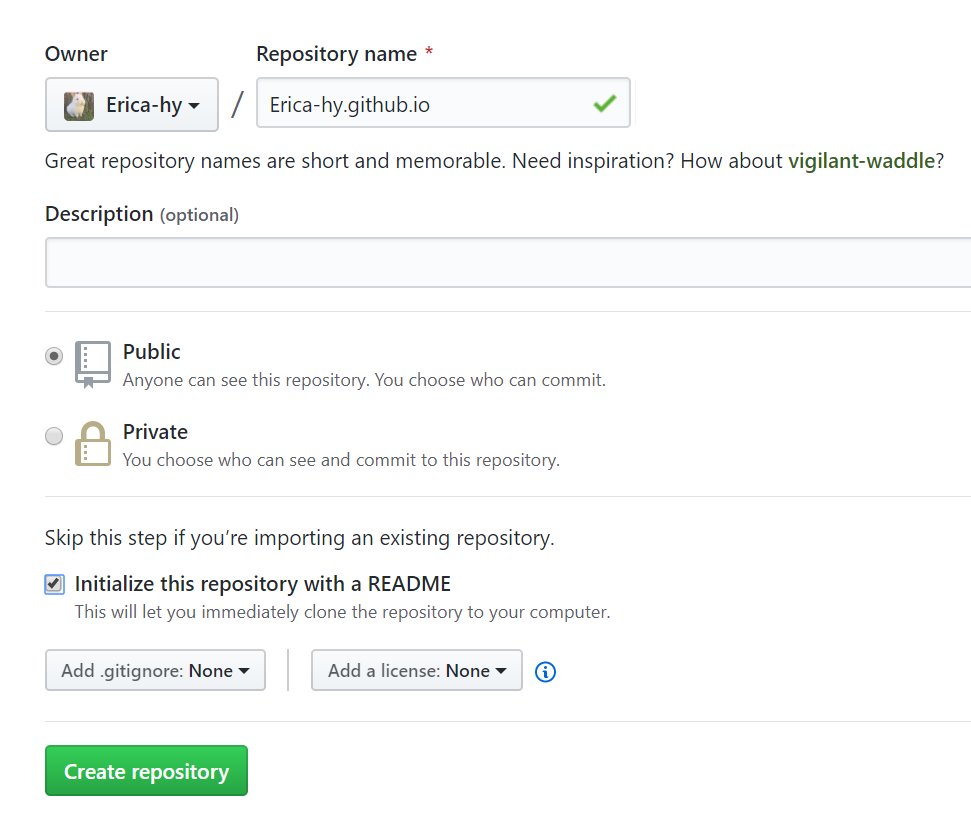 Owner
Repository name *
Erica-hy
/
Erica-hy.github.io
Great repository names are short and memorable. Need inspiration? How about vigilant-waddle?
Description (optional)
Public
Anyone can see this repository. You choose who can commit.
Private
You choose who can see and commit to this repository.
Skip this step if you’re importing an existing repository.
Initialize this repository with a README
This will let you immediately clone the repository to your computer.
Add .gitignore: None
Add a license: None
Create repository